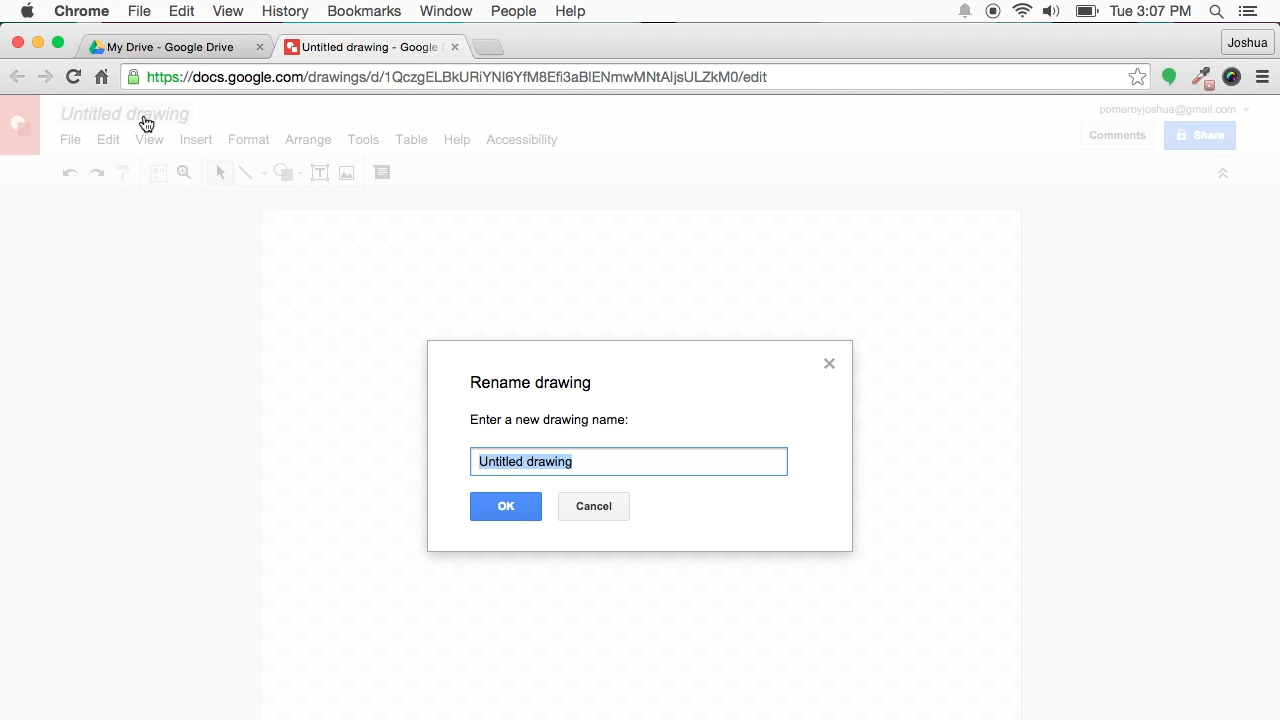 Chrome File Edit View History Bookmarks Window People Help Tue 3:07 PM
My Drive - Google Drive Untitled drawing - Google Joshua
https://docs.google.com/drawings/d/1QczgELBkURiYNI6YfM8Efi3aBIENmwMNtAljsULZkM0/edit
Untitled drawing pomeroyjoshua@gmail.com
File Edit View Insert Format Arrange Tools Table Help Accessibility Comments Share
Rename drawing
Enter a new drawing name:
Untitled drawing
OK Cancel